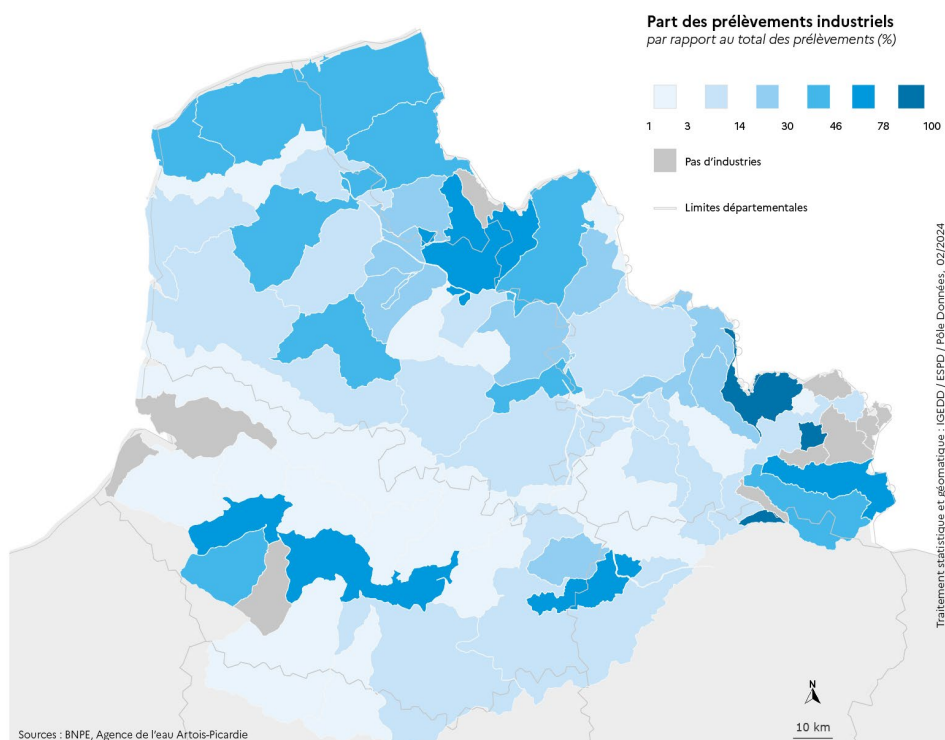 Part des prélèvements industriels
par rapport au total des prélèvements (%)
1 3 14 30 46 78 100
Pas d'industries
Limites départementales
Traitement statistique et géomatique : IGEDD / ESPD / Pôle Données, 02/2024
N
10 km
Sources : BNPE, Agence de l'eau Artois-Picardie